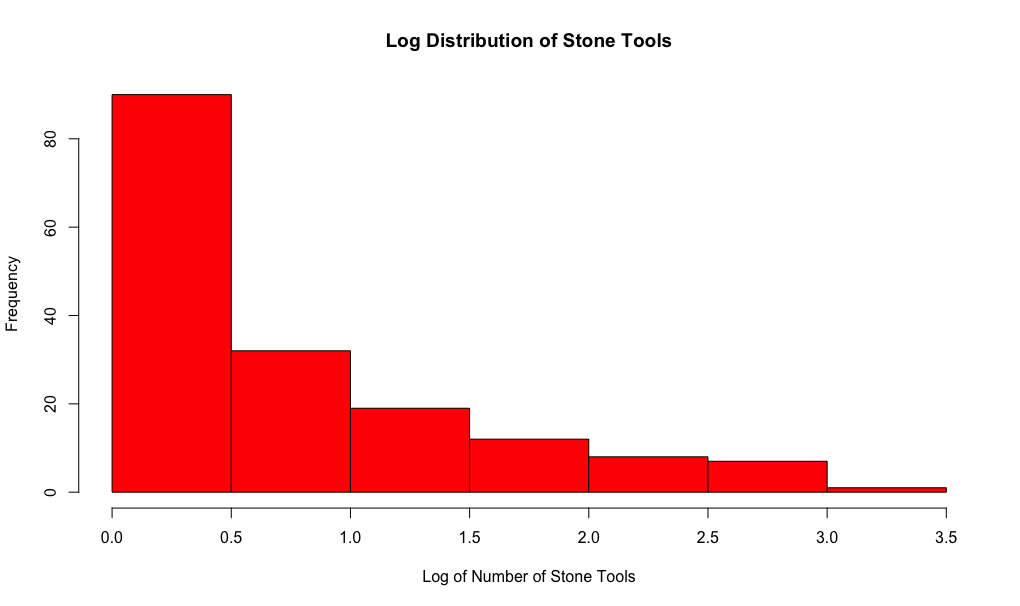 Log Distribution of Stone Tools
Frequency
80
60
40
20
0
0.0 0.5 1.0 1.5 2.0 2.5 3.0 3.5
Log of Number of Stone Tools